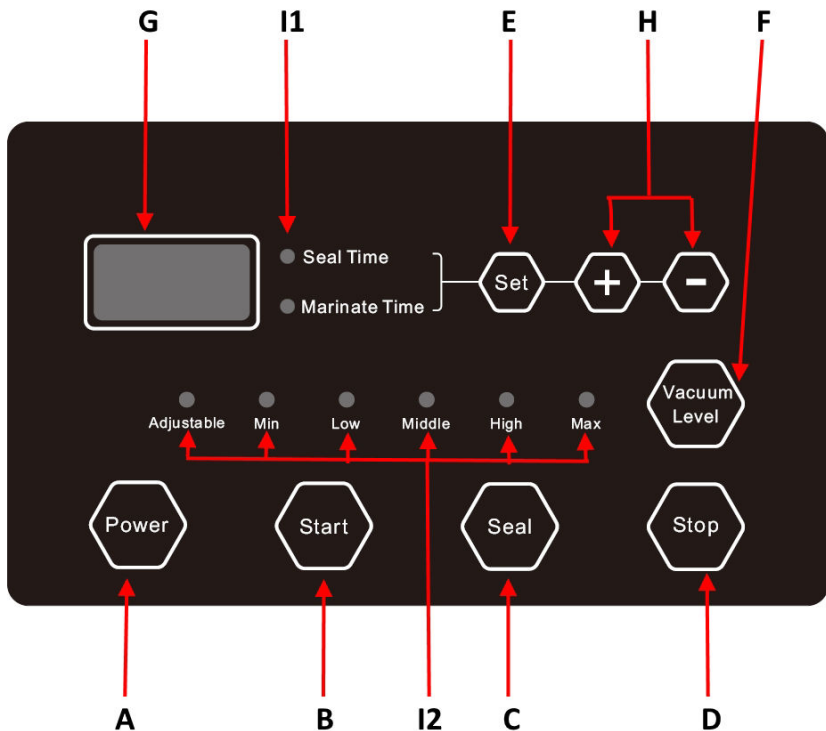 G I1 E H F
Seal Time
Set + -
Marinate Time
Vacuum
Level
Adjustable Min Low Middle High Max
Power Start Seal Stop
A B I2 C D